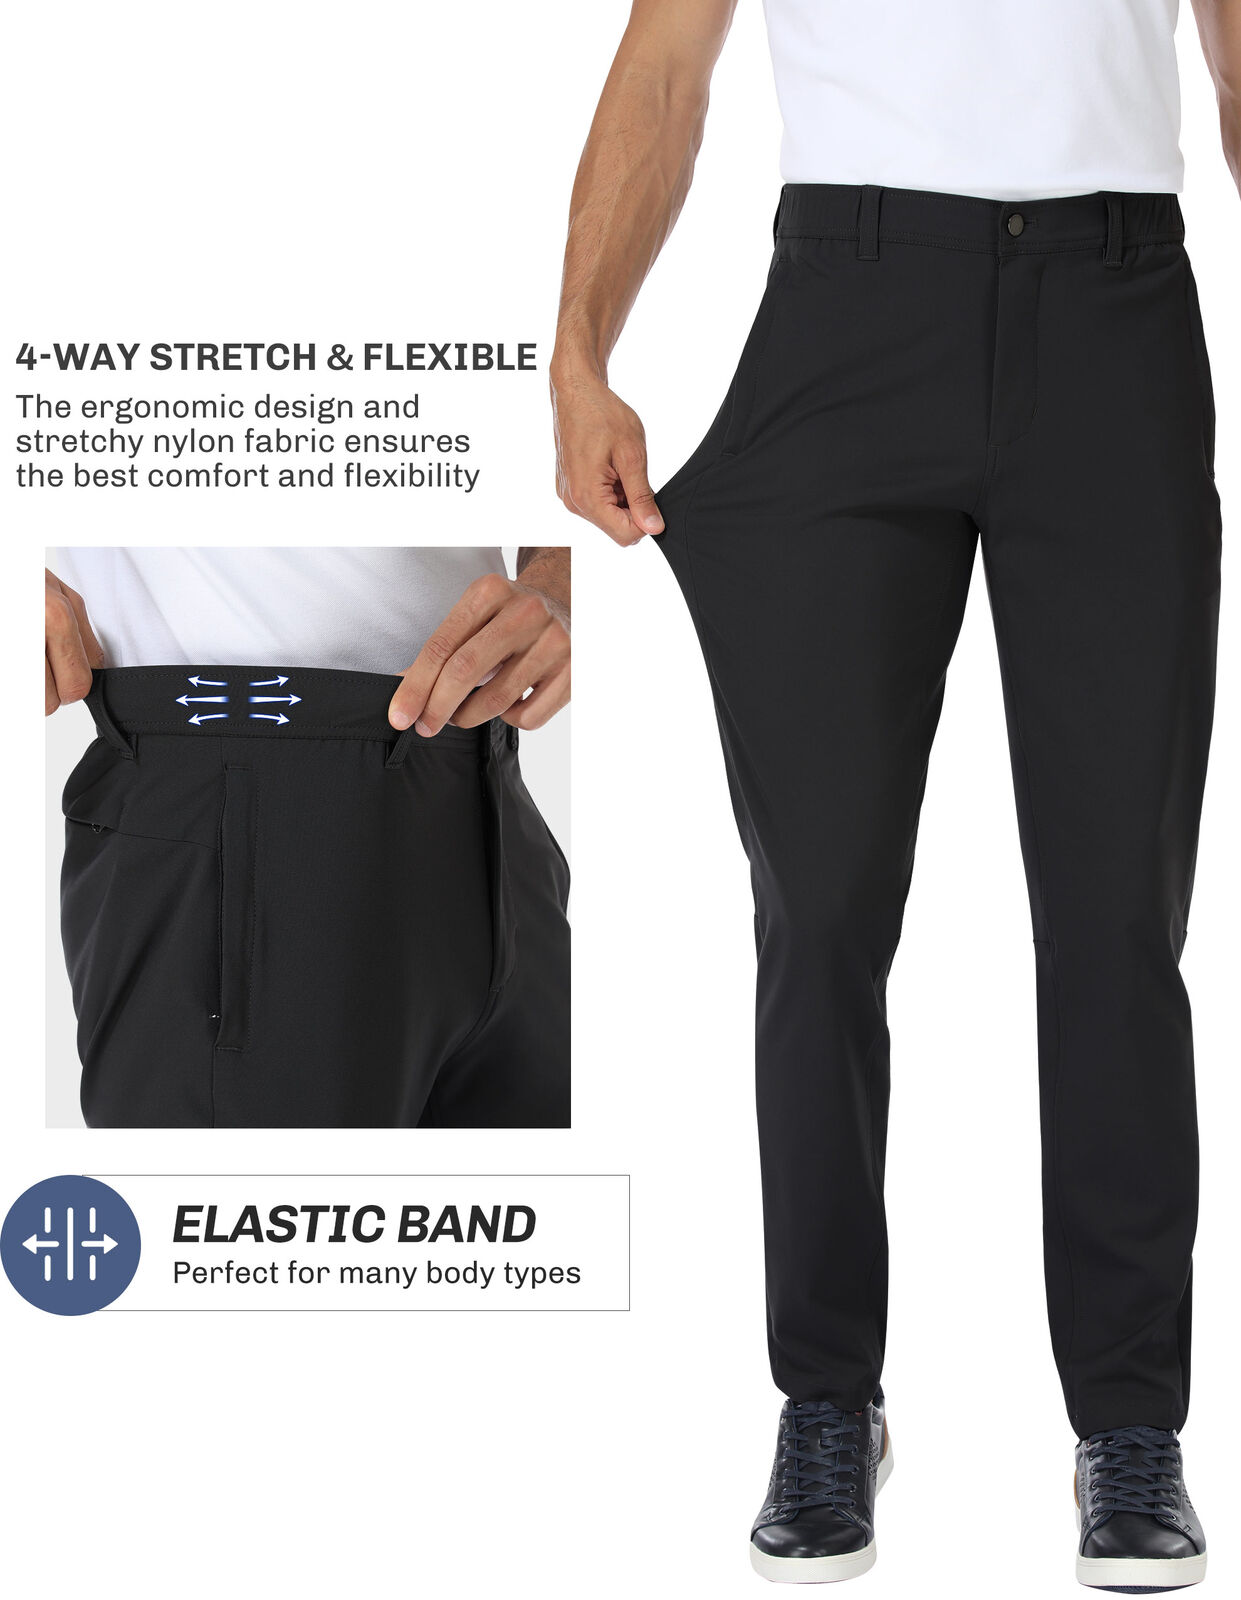 4-WAY STRETCH & FLEXIBLE
The ergonomic design and
stretchy nylon fabric ensures
the best comfort and flexibility
ELASTIC BAND
Perfect for many body types